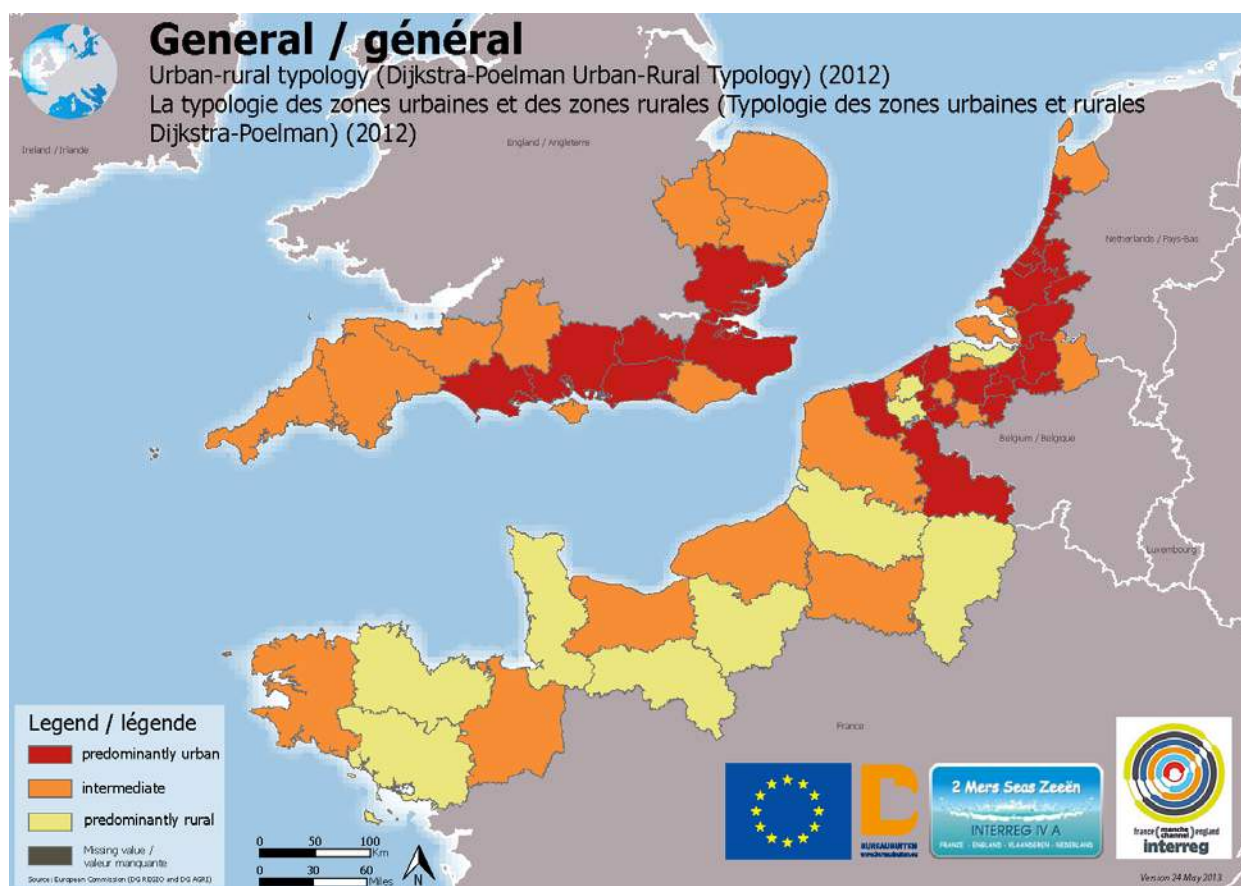 General / général
Urban-rural typology (Dijkstra-Poelman Urban-Rural Typology) (2012)
La typologie des zones urbaines et des zones rurales (Typologie des zones urbaines et rurales
Dijkstra-Poelman) (2012)
Ireland / Irlande
England / Angleterre
Netherlands / Pays-Bas
Belgium / Belgique
Luxembourg
France
Legend / légende
predominantly urban
intermediate
predominantly rural
Missing value /
valeur manquante
Source: European Commission (DG REGIO and DG AGRI)
0 50 100
Km
0 30 60
Miles
N
BUREAUBUITEN
www.bureaubuiten.eu
2 Mers Seas Zeeën
INTERREG IV A
FRANCE - ENGLAND - VLAANDEREN - NEDERLAND
france ( manche channel ) england
interreg
Version 24 May 2013